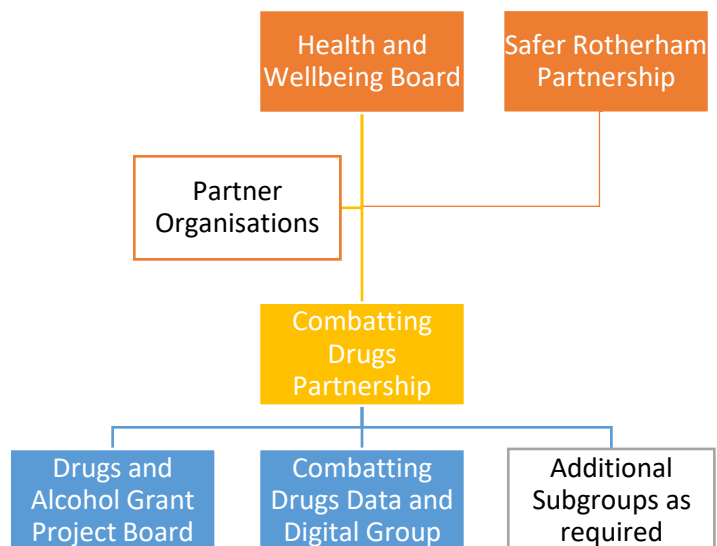 Health and
Wellbeing Board
Safer Rotherham
Partnership
Partner
Organisations
Combatting
Drugs
Partnership
Drugs and
Alcohol Grant
Project Board
Combatting
Drugs Data and
Digital Group
Additional
Subgroups as
required